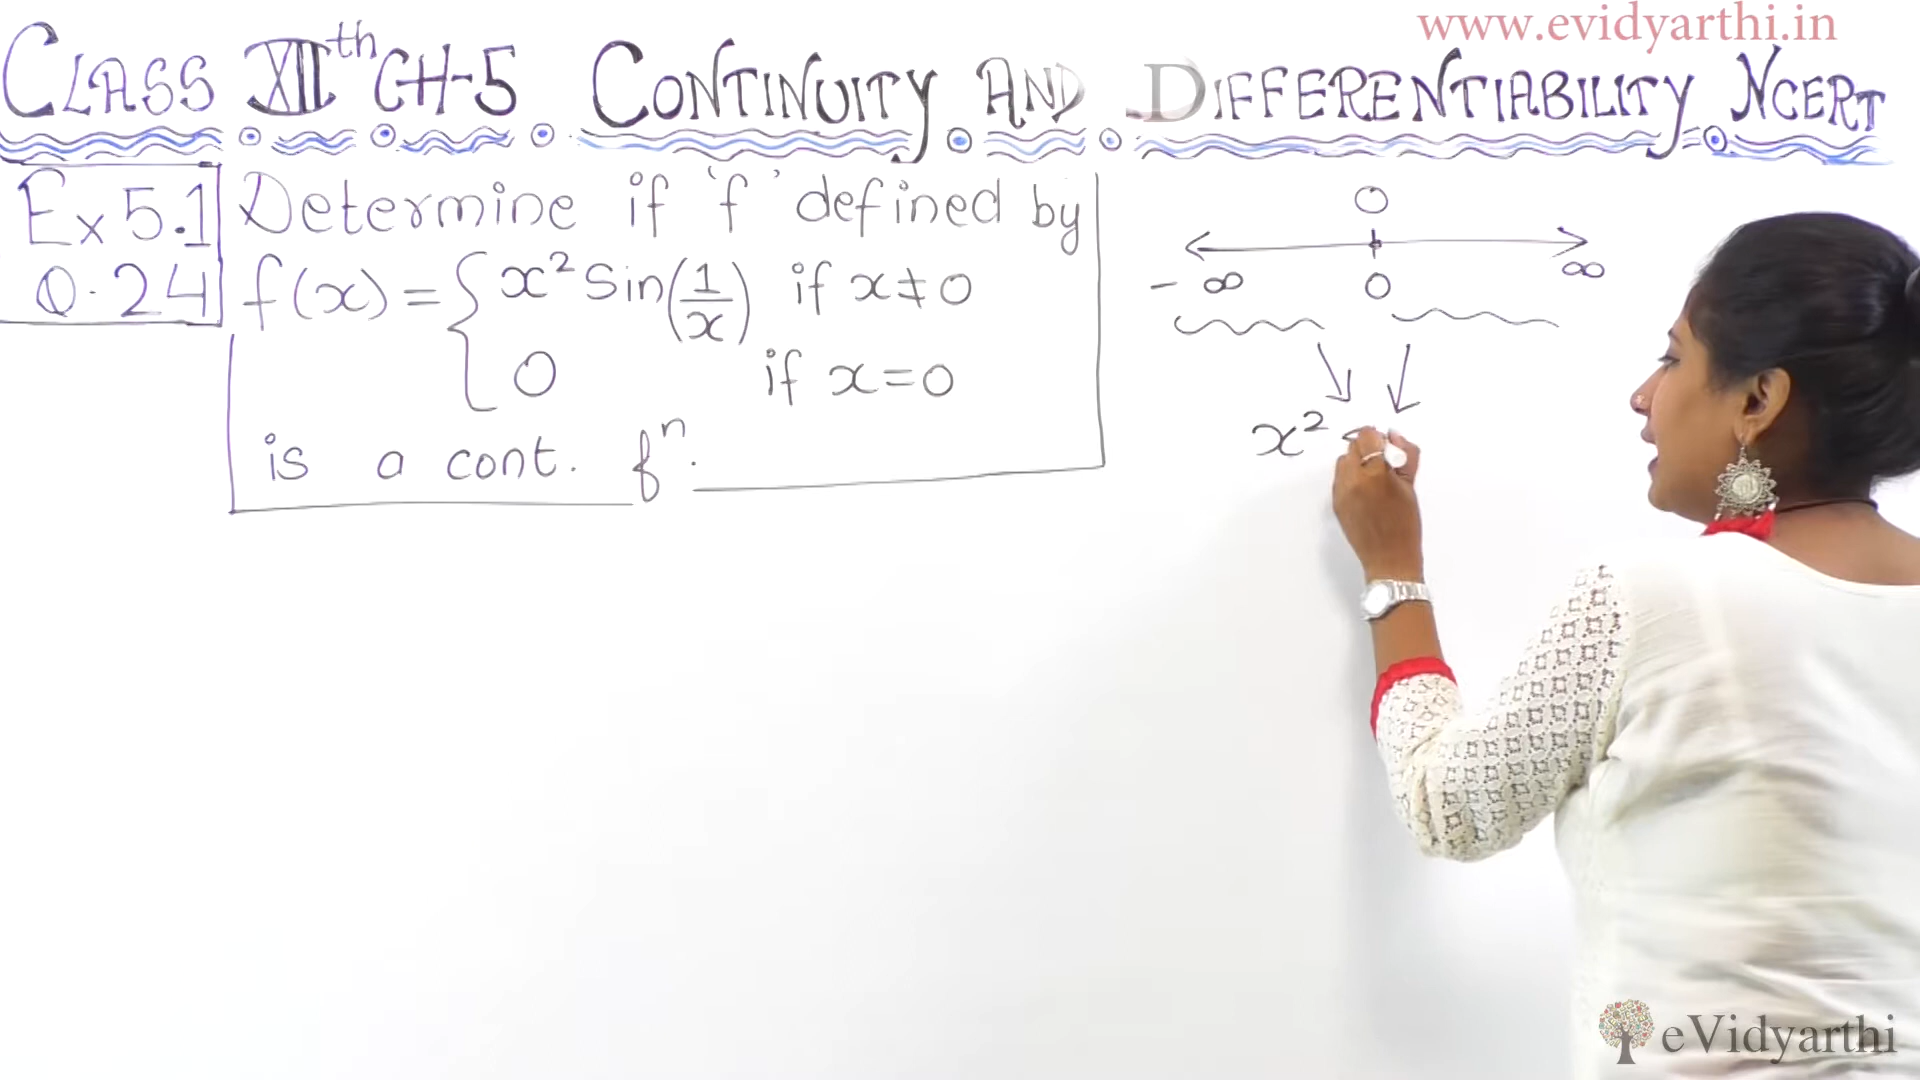 www.evidyarthi.in
CLASS XIIth CH-5 CONTINUITY AND DIFFERENTIABILITY NCERT
Ex 5.1
Q.24
Determine if 'f' defined by
f(x) = { x² Sin(1/x) if x ≠ 0
0 if x = 0
is a cont. fⁿ.
0
- ∞ 0 ∞
x²
eVidyarthi